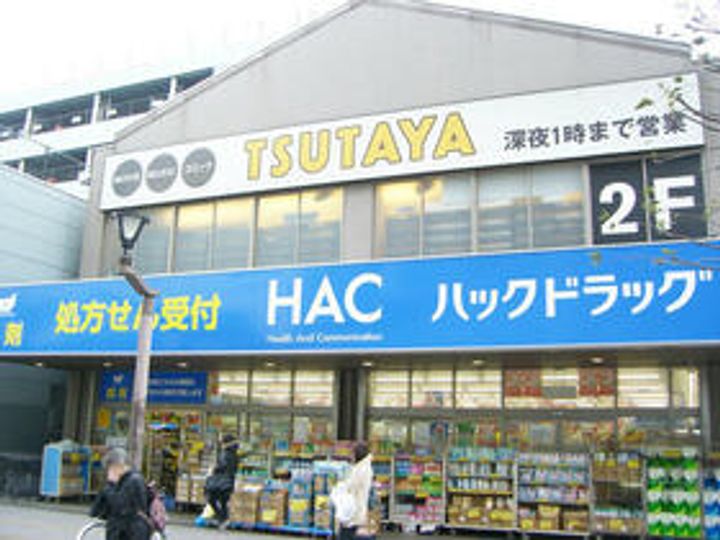 TSUTAYA 深夜1時まで営業
2F
剤 処方せん受付 HAC ハックドラッグ
Health And Communication